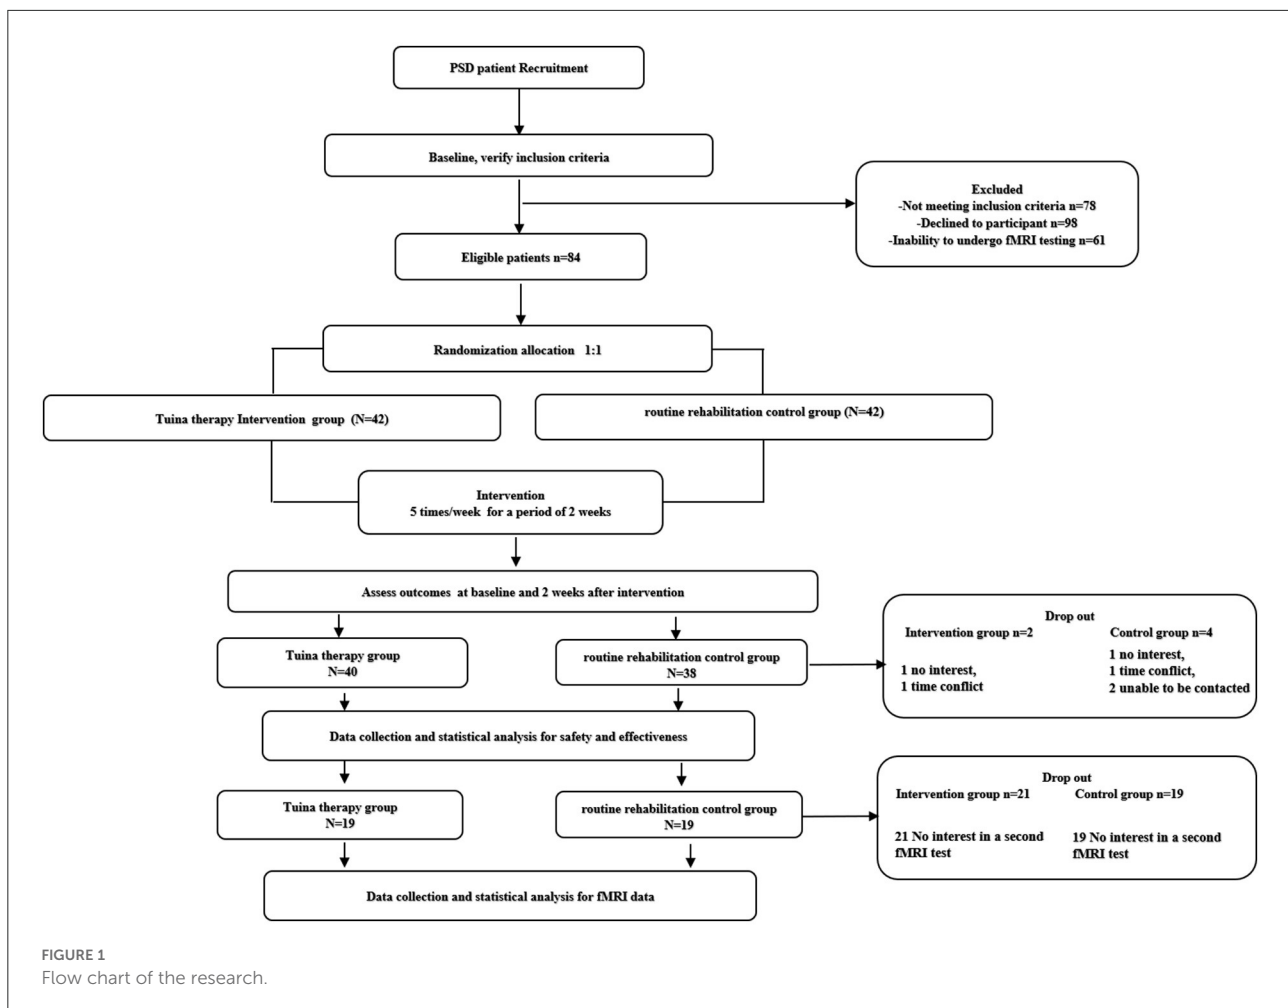 PSD patient Recruitment
Baseline, verify inclusion criteria
Excluded
-Not meeting inclusion criteria n=78
-Declined to participant n=98
-Inability to undergo fMRI testing n=61
Eligible patients n=84
Randomization allocation 1:1
Tuina therapy Intervention group (N=42)
routine rehabilitation control group (N=42)
Intervention
5 times/week for a period of 2 weeks
Assess outcomes at baseline and 2 weeks after intervention
Tuina therapy group
N=40
routine rehabilitation control group
N=38
Drop out
Intervention group n=2
1 no interest,
1 time conflict
Control group n=4
1 no interest,
1 time conflict,
2 unable to be contacted
Data collection and statistical analysis for safety and effectiveness
Tuina therapy group
N=19
routine rehabilitation control group
N=19
Drop out
Intervention group n=21
21 No interest in a second
fMRI test
Control group n=19
19 No interest in a second
fMRI test
Data collection and statistical analysis for fMRI data
FIGURE 1
Flow chart of the research.